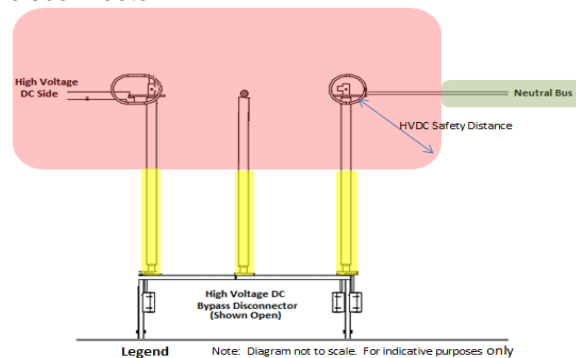 High Voltage
DC Side
Neutral Bus
HVDC Safety Distance
High Voltage DC
Bypass Disconnector
(Shown Open)
Legend
Note: Diagram not to scale. For indicative purposes only